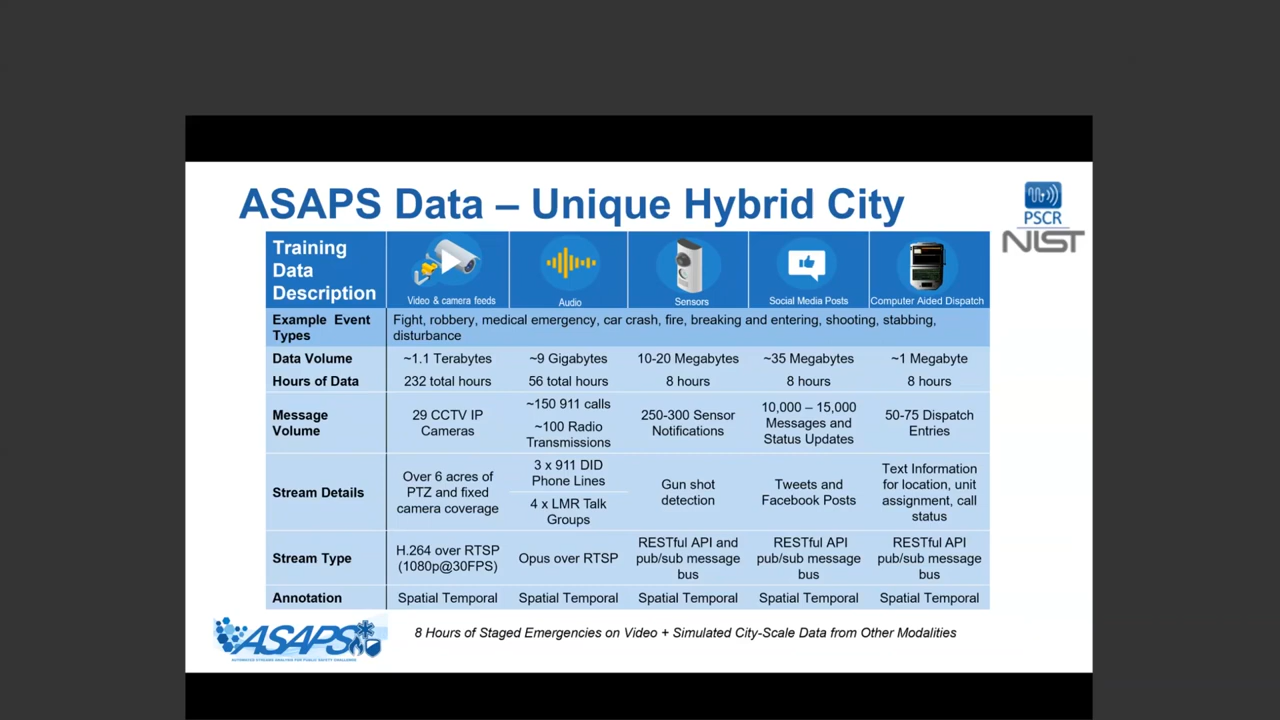 ASAPS Data – Unique Hybrid City
PSCR
NIST
Training
Data
Description
Video & camera feeds
Audio
Sensors
Social Media Posts
Computer Aided Dispatch
Example Event
Types
Fight, robbery, medical emergency, car crash, fire, breaking and entering, shooting, stabbing,
disturbance
Data Volume
~1.1 Terabytes
~9 Gigabytes
10-20 Megabytes
~35 Megabytes
~1 Megabyte
Hours of Data
232 total hours
56 total hours
8 hours
8 hours
8 hours
Message
Volume
29 CCTV IP
Cameras
~150 911 calls
~100 Radio
Transmissions
250-300 Sensor
Notifications
10,000 – 15,000
Messages and
Status Updates
50-75 Dispatch
Entries
Stream Details
Over 6 acres of
PTZ and fixed
camera coverage
3 x 911 DID
Phone Lines
4 x LMR Talk
Groups
Gun shot
detection
Tweets and
Facebook Posts
Text Information
for location, unit
assignment, call
status
Stream Type
H.264 over RTSP
(1080p@30FPS)
Opus over RTSP
RESTful API and
pub/sub message
bus
RESTful API
pub/sub message
bus
RESTful API
pub/sub message
bus
Annotation
Spatial Temporal
Spatial Temporal
Spatial Temporal
Spatial Temporal
Spatial Temporal
ASAPS
AUTOMATED STREAMS ANALYSIS FOR PUBLIC SAFETY CHALLENGE
8 Hours of Staged Emergencies on Video + Simulated City-Scale Data from Other Modalities